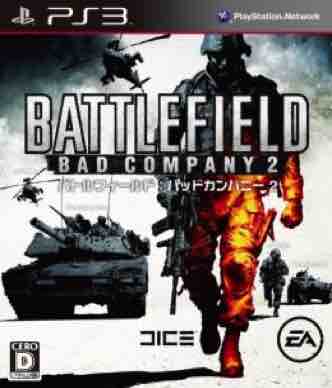 PS3
PlayStation Network
BATTLEFIELD
BAD COMPANY 2
バトルフィールド：バッドカンパニー2
DICE
EA
CERO
D